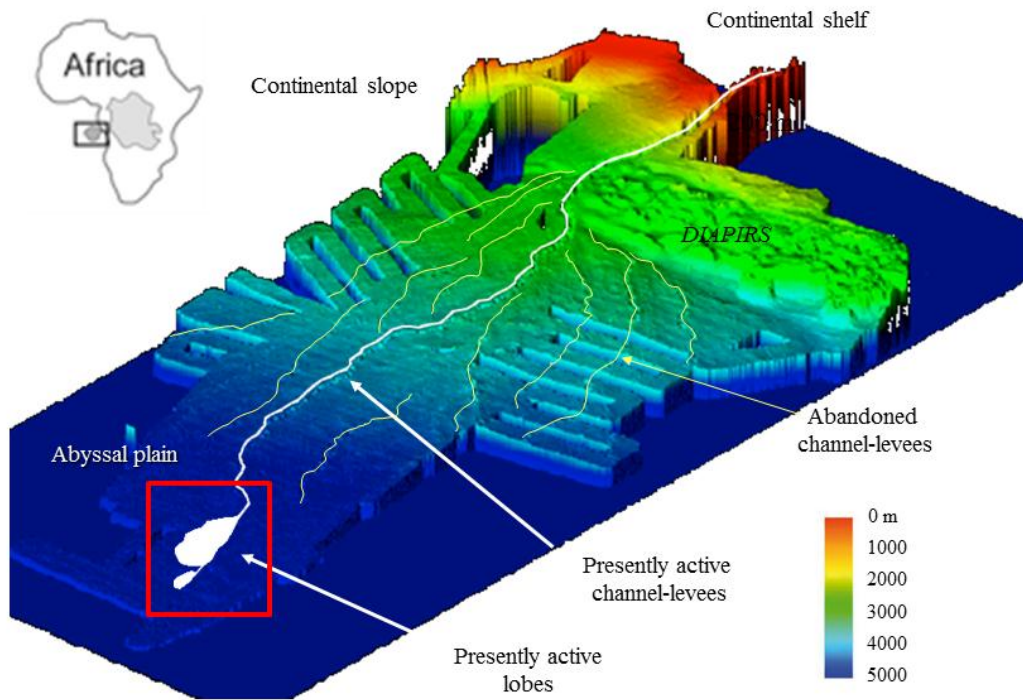 Continental shelf
Africa
Continental slope
DIAPIRS
Abandoned
channel-levees
Abyssal plain
0 m
1000
2000
3000
4000
5000
Presently active
channel-levees
Presently active
lobes